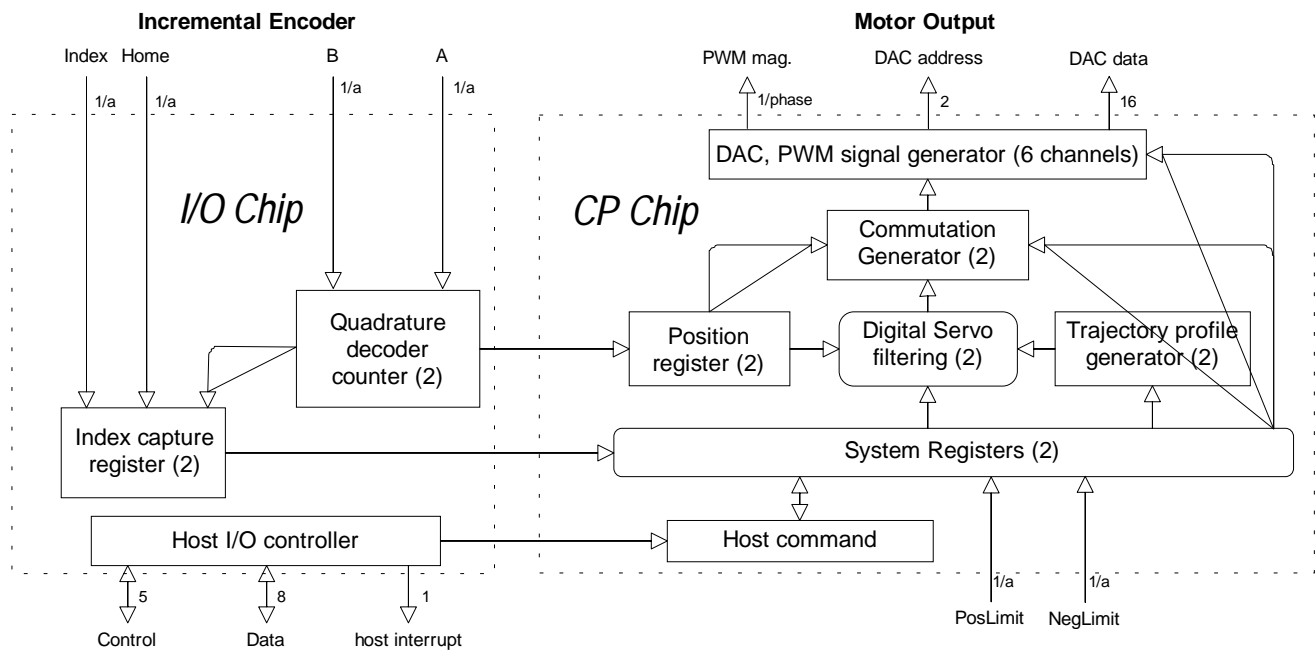 Incremental Encoder
Motor Output
Index
Home
B
A
PWM mag.
DAC address
DAC data
1/a
1/a
1/a
1/a
1/phase
2
16
DAC, PWM signal generator (6 channels)
I/O Chip
CP Chip
Commutation
Generator (2)
Quadrature
decoder
counter (2)
Position
register (2)
Digital Servo
filtering (2)
Trajectory profile
generator (2)
Index capture
register (2)
System Registers (2)
Host I/O controller
Host command
5
8
1
1/a
1/a
Control
Data
host interrupt
PosLimit
NegLimit